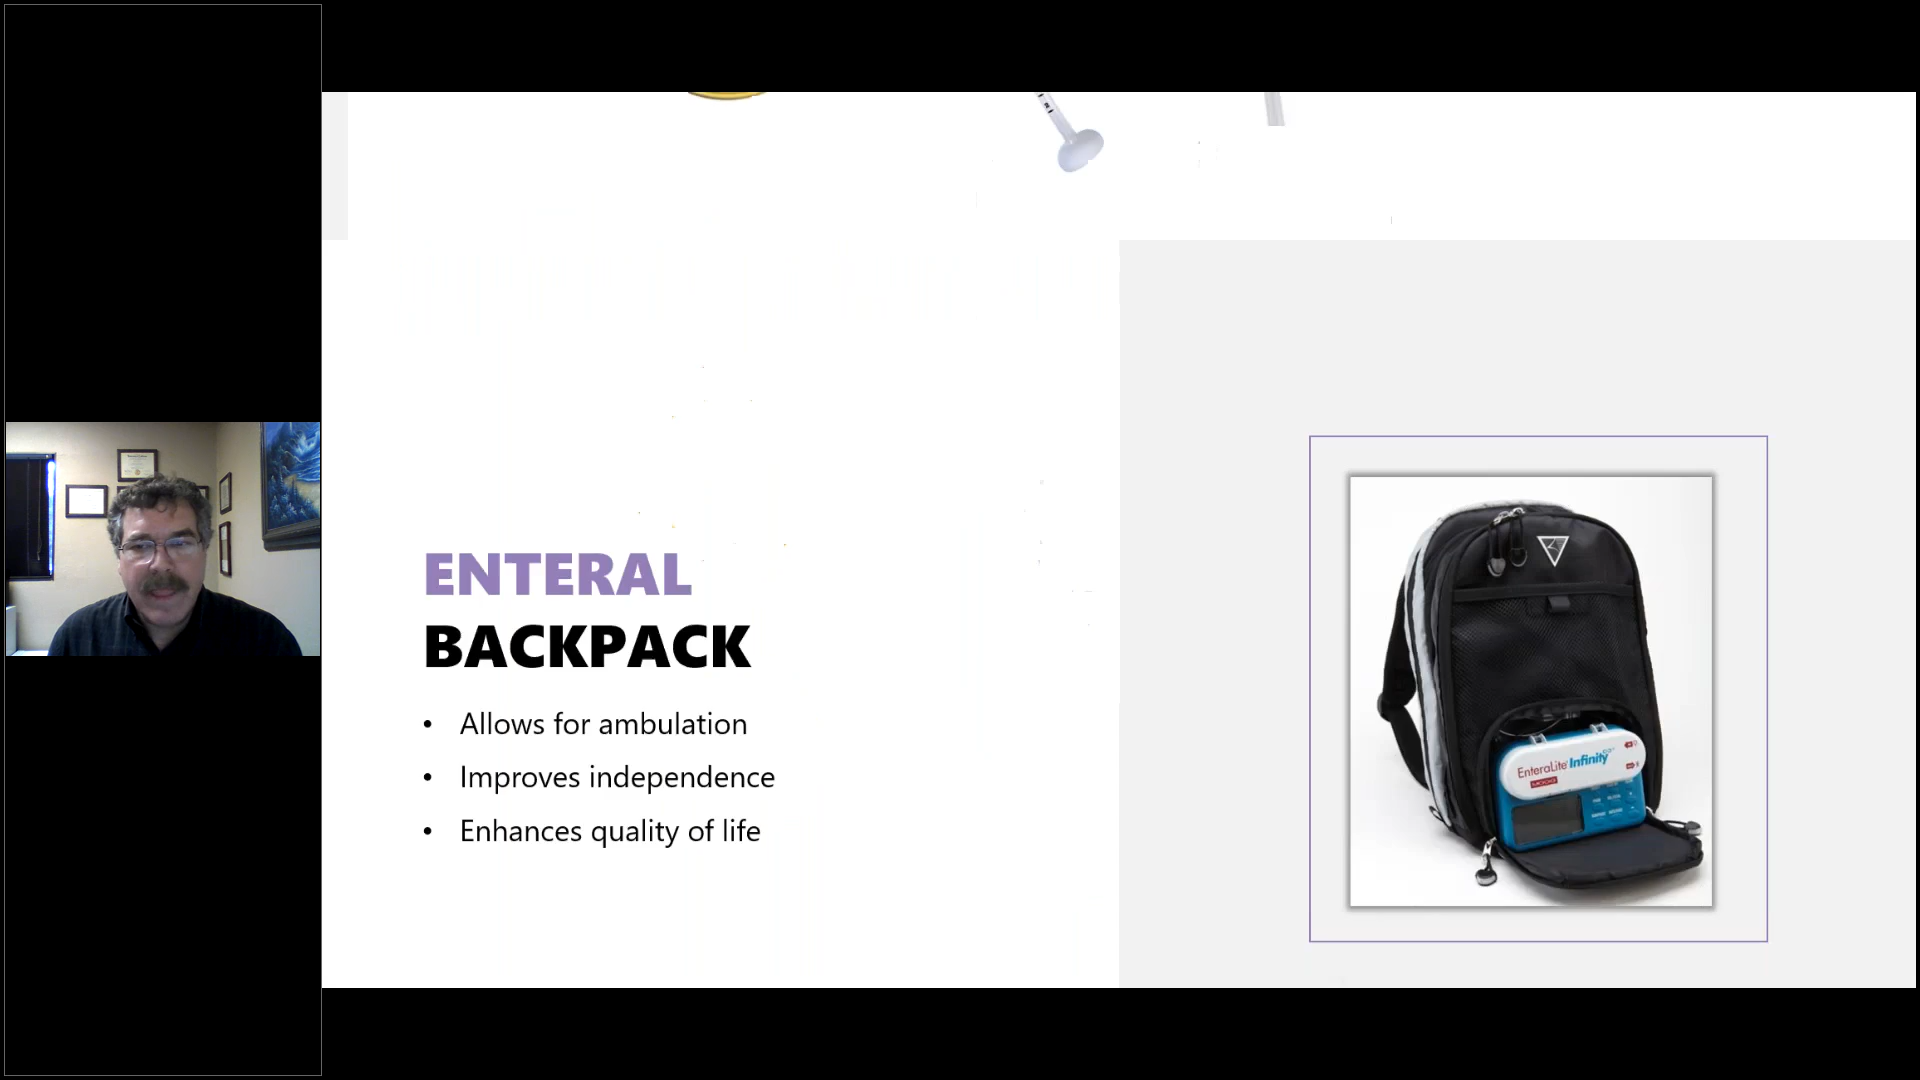 ENTERAL
BACKPACK
• Allows for ambulation
• Improves independence
• Enhances quality of life
EnteraLite Infinity